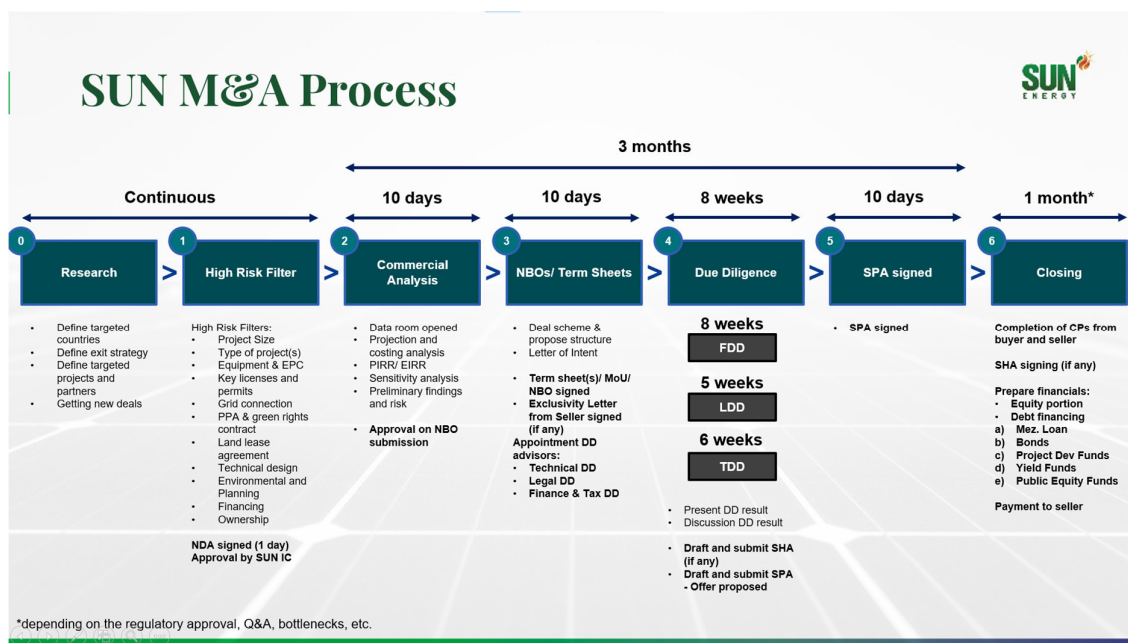 SUN M&A Process
SUN
ENERGY
3 months
Continuous
10 days
10 days
8 weeks
10 days
1 month*
0
Research
>
1
High Risk Filter
>
2
Commercial
Analysis
>
3
NBOs/ Term Sheets
>
4
Due Diligence
>
5
SPA signed
>
6
Closing
• Define targeted
countries
• Define exit strategy
• Define targeted
projects and
partners
• Getting new deals
High Risk Filters:
• Project Size
• Type of project(s)
• Equipment & EPC
• Key licenses and
permits
• Grid connection
• PPA & green rights
contract
• Land lease
agreement
• Technical design
• Environmental and
Planning
• Financing
• Ownership
NDA signed (1 day)
Approval by SUN IC
• Data room opened
• Projection and
costing analysis
• PIRR/ EIRR
• Sensitivity analysis
• Preliminary findings
and risk
• Approval on NBO
submission
• Deal scheme &
propose structure
• Letter of Intent
• Term sheet(s)/ MoU/
NBO signed
• Exclusivity Letter
from Seller signed
(if any)
Appointment DD
advisors:
• Technical DD
• Legal DD
• Finance & Tax DD
8 weeks
FDD
5 weeks
LDD
6 weeks
TDD
• Present DD result
• Discussion DD result
• Draft and submit SHA
(if any)
• Draft and submit SPA
- Offer proposed
• SPA signed
Completion of CPs from
buyer and seller
SHA signing (if any)
Prepare financials:
• Equity portion
• Debt financing
a) Mez. Loan
b) Bonds
c) Project Dev Funds
d) Yield Funds
e) Public Equity Funds
Payment to seller
*depending on the regulatory approval, Q&A, bottlenecks, etc.